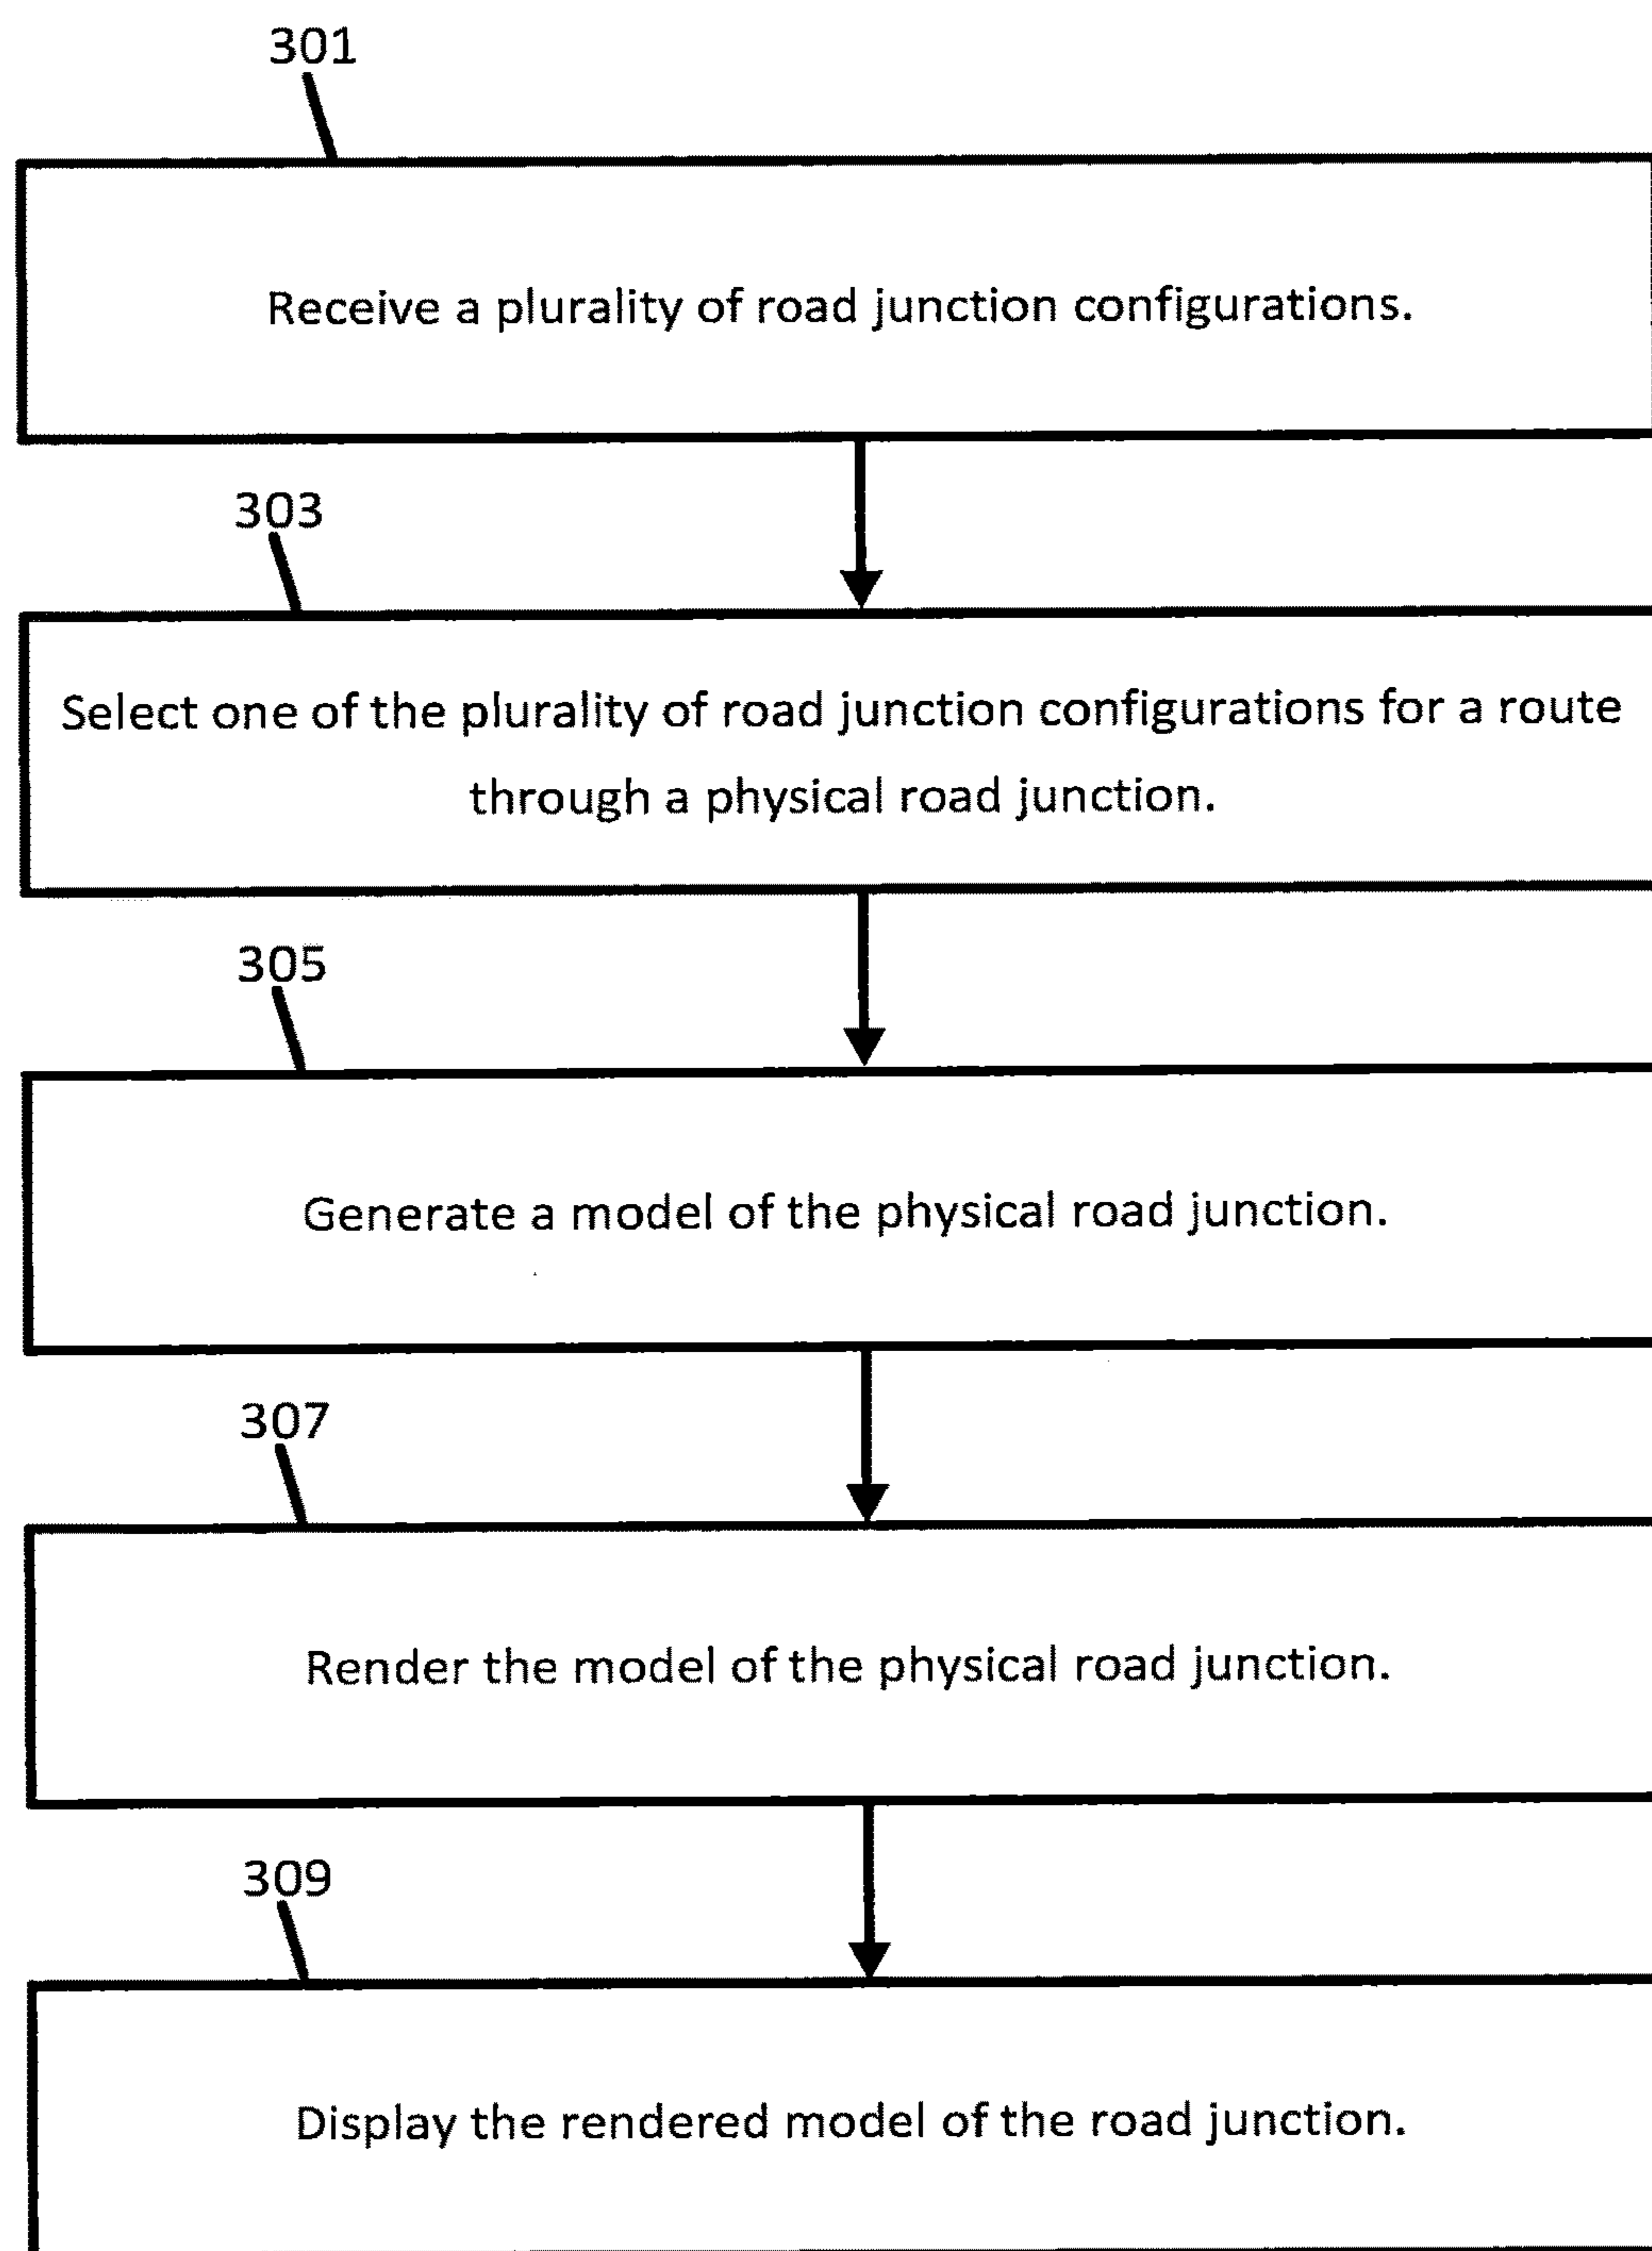 301
Receive a plurality of road junction configurations.
303
Select one of the plurality of road junction configurations for a route
through a physical road junction.
305
Generate a model of the physical road junction.
307
Render the model of the physical road junction.
309
Display the rendered model of the road junction.